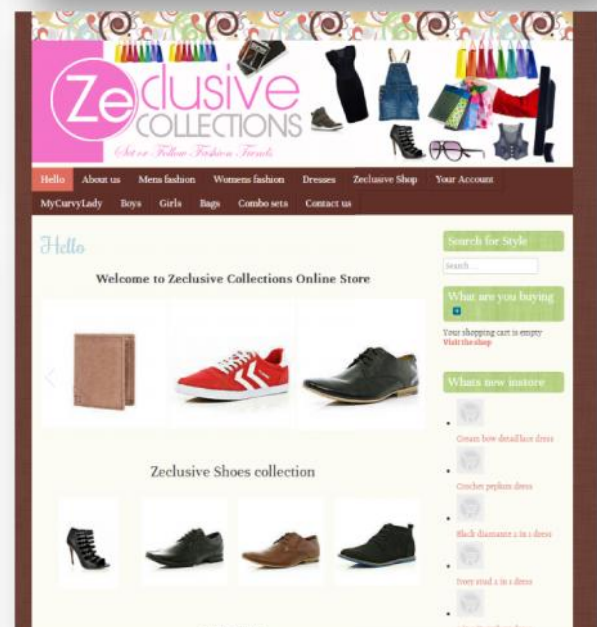 Zeclusive
COLLECTIONS
Set or Follow Fashion Trends
Hello About us Mens fashion Womens fashion Dresses Zeclusive Shop Your Account
MyCurvyLady Boys Girls Bags Combo sets Contact us
Hello
Welcome to Zeclusive Collections Online Store
Zeclusive Shoes collection
Search for Style
Search …
What are you buying
Your shopping cart is empty
Visit the shop
Whats new instore
Cream bow detail lace dress
Crochet peplum dress
Black diamante 2 in 1 dress
Ivory stud 2 in 1 dress